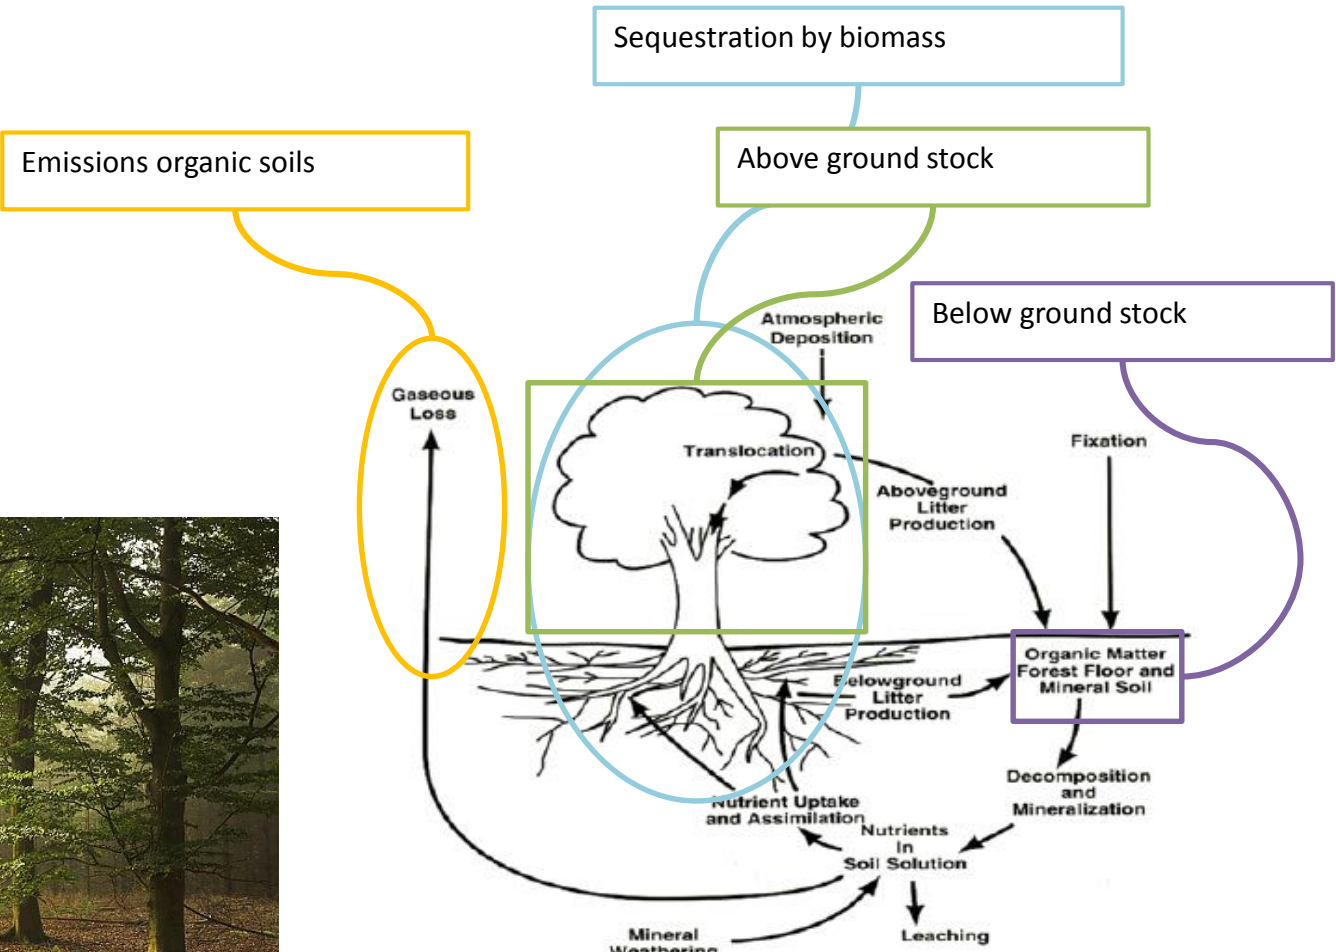 Sequestration by biomass
Emissions organic soils
Above ground stock
Below ground stock
Atmospheric
Deposition
Gaseous
Loss
Translocation
Fixation
Aboveground
Litter
Production
Organic Matter
Forest Floor and
Mineral Soil
Belowground
Litter
Production
Decomposition
and
Mineralization
Nutrient Uptake
and Assimilation
Nutrients
In
Soil Solution
Mineral
Weathering
Leaching